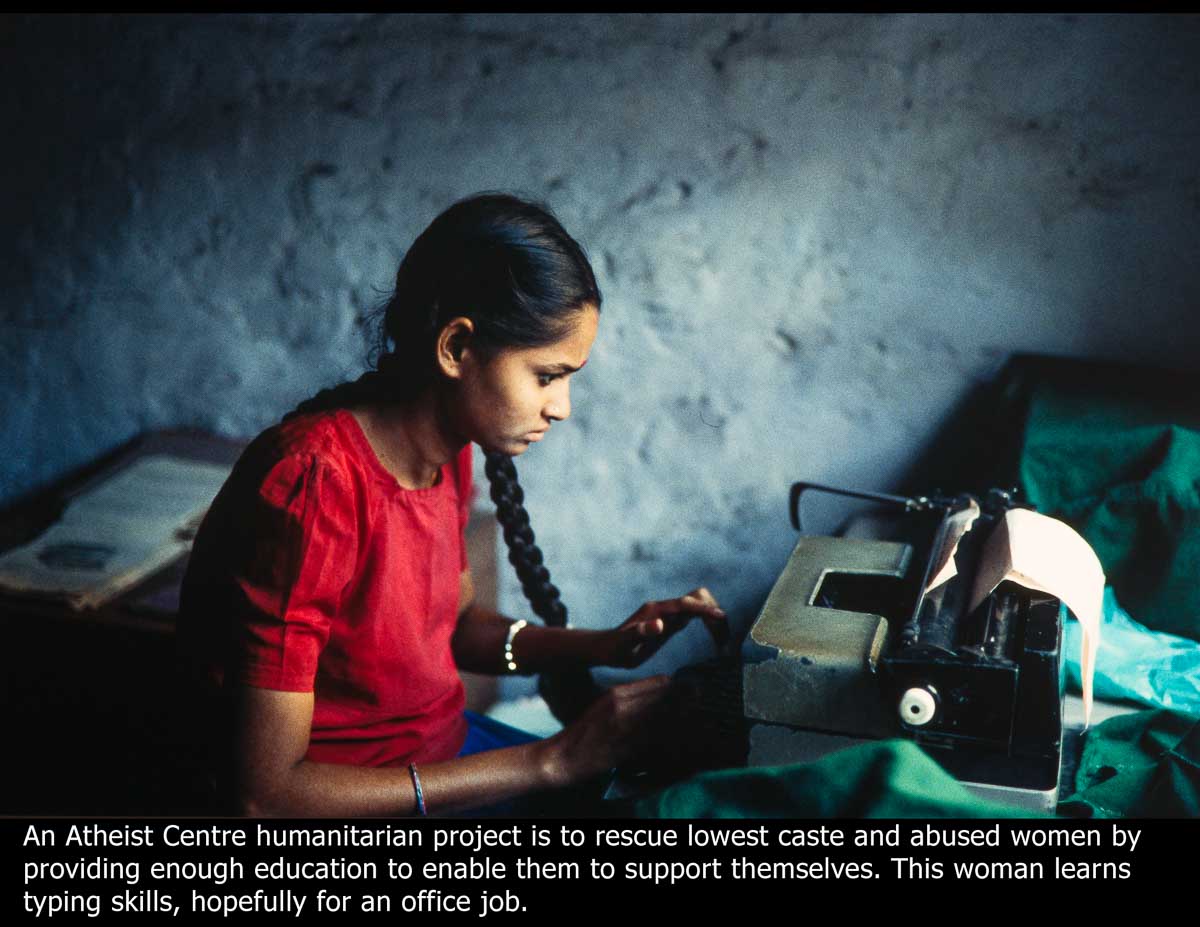 An Atheist Centre humanitarian project is to rescue lowest caste and abused women by
providing enough education to enable them to support themselves. This woman learns
typing skills, hopefully for an office job.